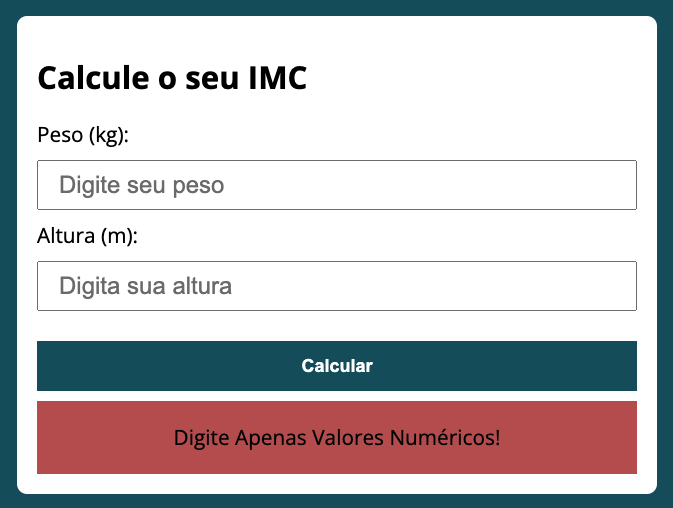 Calcule o seu IMC
Peso (kg):
Digite seu peso
Altura (m):
Digita sua altura
Calcular
Digite Apenas Valores Numéricos!